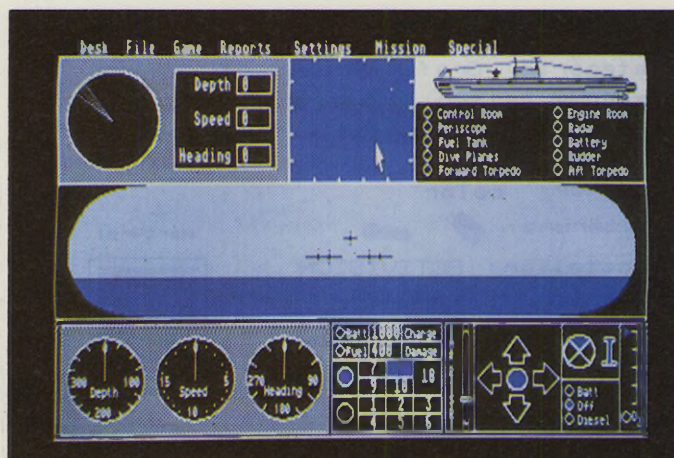 Desk File Game Reports Settings Mission Special
Depth 0
Speed 0
Heading 0
Control Room
Periscope
Fuel Tank
Dive Planes
Forward Torpedo
Engine Room
Radar
Battery
Rudder
Aft Torpedo
300 100
Depth
200
15 5
Speed
10
270 90
Heading
180
Batt 1000 Charge
Fuel 400 Damage
7
9 10 18
1 2 3
4 5 6
Batt
Off
Diesel